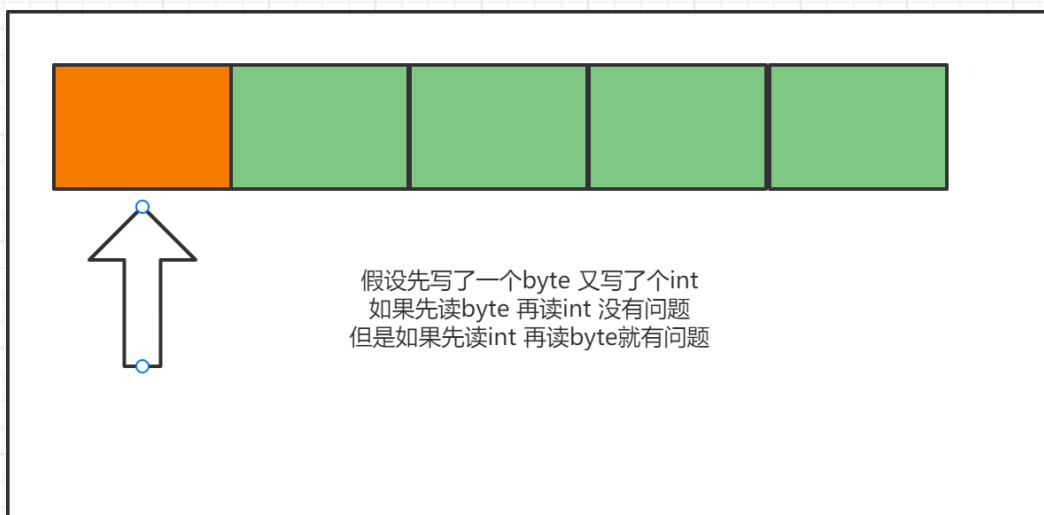 假设先写了一个byte 又写了个int
如果先读byte 再读int 没有问题
但是如果先读int 再读byte就有问题